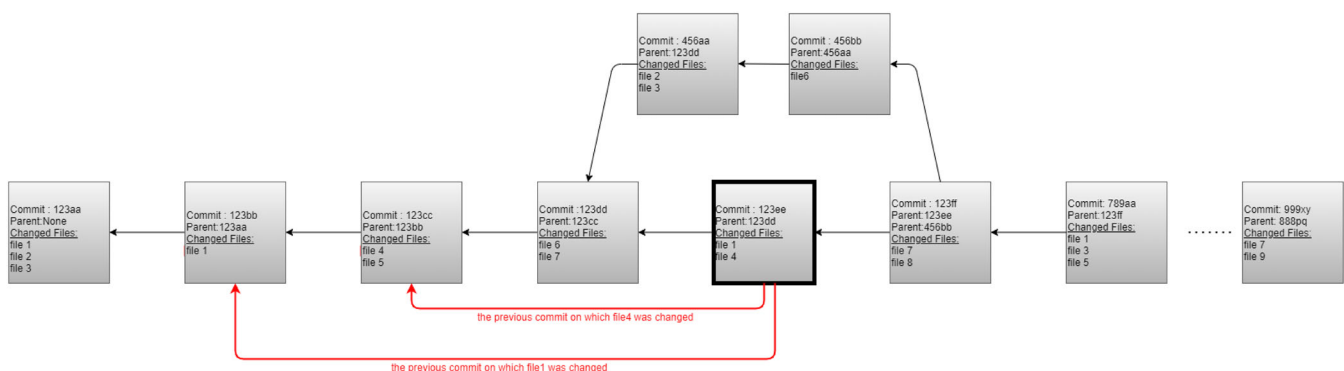 Commit : 456aa
Parent:123dd
Changed Files:
file 2
file 3
Commit : 456bb
Parent:456aa
Changed Files:
file6
Commit : 123aa
Parent:None
Changed Files:
file 1
file 2
file 3
Commit : 123bb
Parent:123aa
Changed Files:
file 1
Commit : 123cc
Parent:123bb
Changed Files:
file 4
file 5
Commit :123dd
Parent:123cc
Changed Files:
file 6
file 7
Commit : 123ee
Parent:123dd
Changed Files:
file 1
file 4
Commit : 123ff
Parent:123ee
456bb
Changed Files:
file 7
file 8
Commit: 789aa
Parent:123ff
Changed Files:
file 1
file 3
file 5
.......
Commit: 999xy
Parent: 888pq
Changed Files:
file 7
file 9
the previous commit on which file4 was changed
the previous commit on which file1 was changed